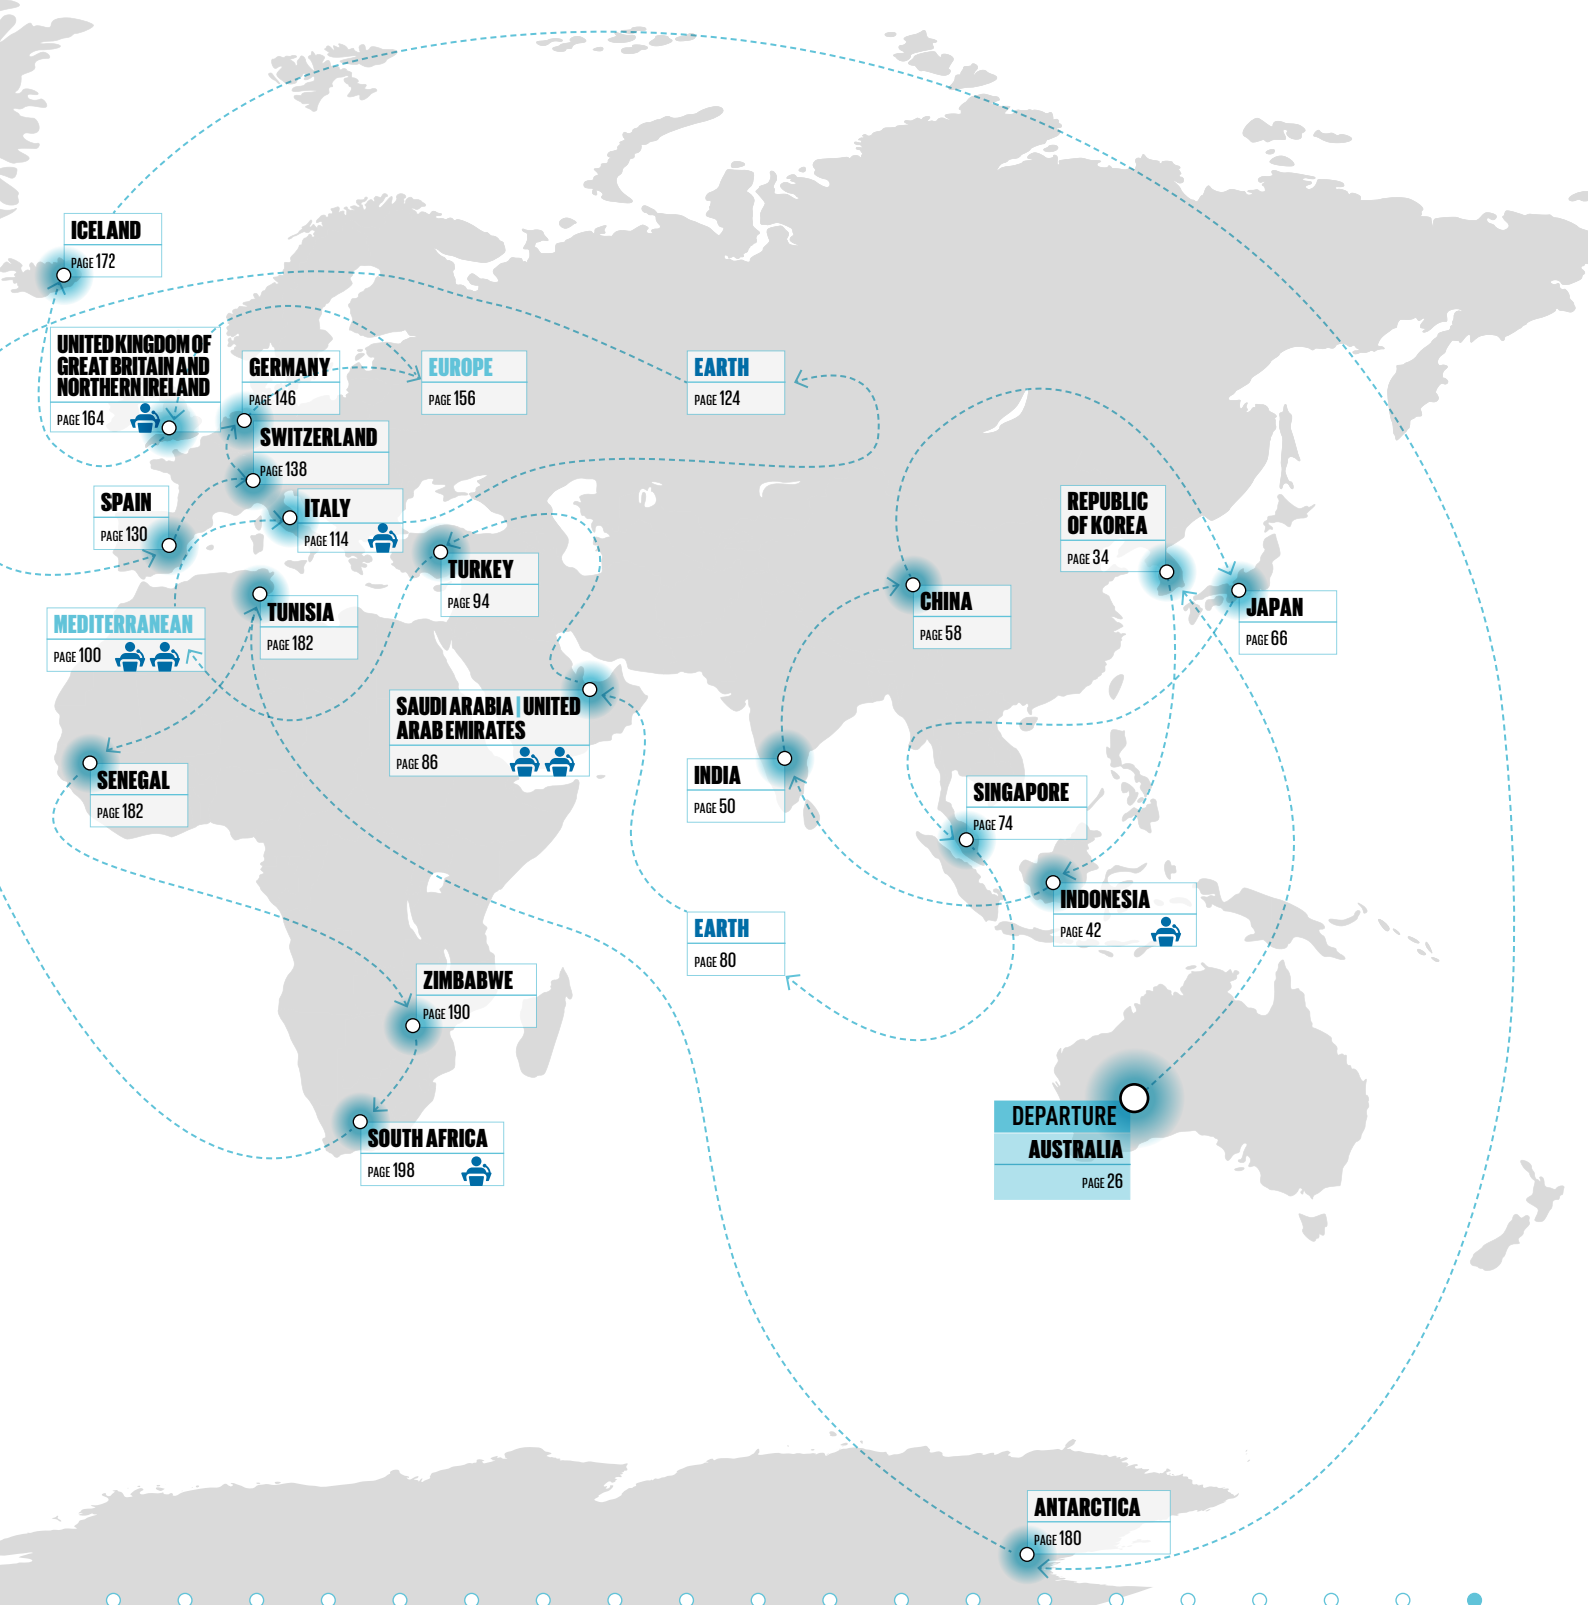 ICELAND
PAGE 172
UNITED KINGDOM OF
GREAT BRITAIN AND
NORTHERN IRELAND
PAGE 164
GERMANY
PAGE 146
EUROPE
PAGE 156
EARTH
PAGE 124
SWITZERLAND
PAGE 138
SPAIN
PAGE 130
ITALY
PAGE 114
REPUBLIC
OF KOREA
PAGE 34
TURKEY
PAGE 94
CHINA
PAGE 58
JAPAN
PAGE 66
TUNISIA
PAGE 182
MEDITERRANEAN
PAGE 100
SAUDI ARABIA | UNITED
ARAB EMIRATES
PAGE 86
SENEGAL
PAGE 182
INDIA
PAGE 50
SINGAPORE
PAGE 74
INDONESIA
PAGE 42
EARTH
PAGE 80
ZIMBABWE
PAGE 190
SOUTH AFRICA
PAGE 198
DEPARTURE
AUSTRALIA
PAGE 26
ANTARCTICA
PAGE 180